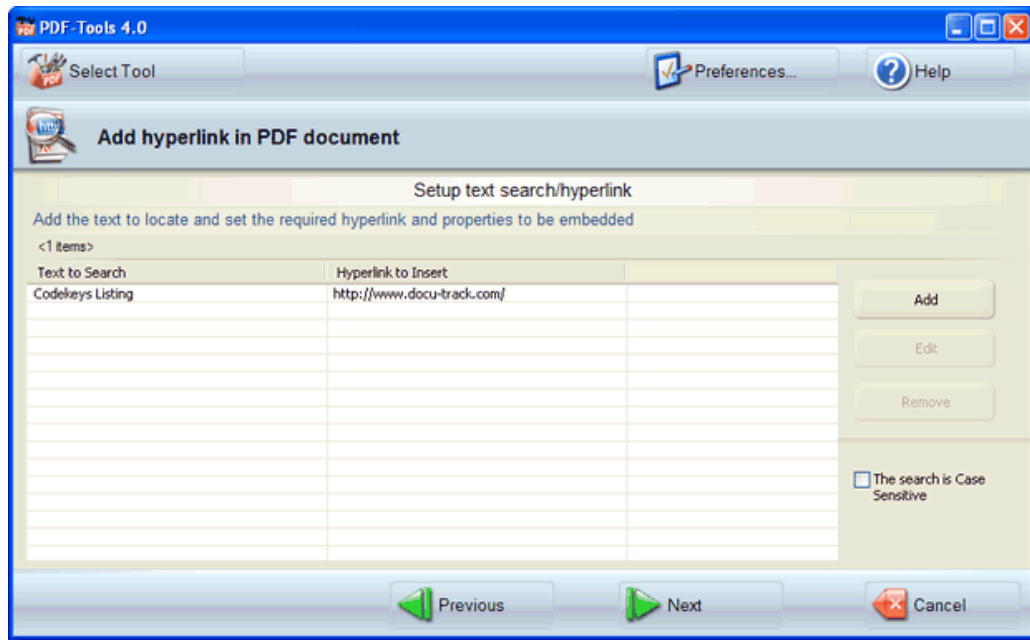 PDF-Tools 4.0
Select Tool
Preferences...
Help
Add hyperlink in PDF document
Setup text search/hyperlink
Add the text to locate and set the required hyperlink and properties to be embedded
<1 items>
Text to Search
Hyperlink to Insert
Codekeys Listing
http://www.docu-track.com/
Add
Edit
Remove
The search is Case
Sensitive
Previous
Next
Cancel